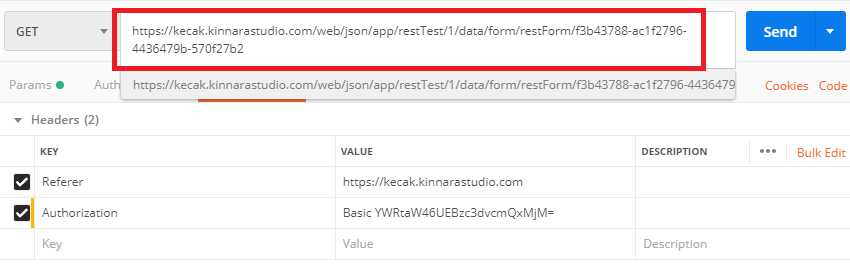 GET
https://kecak.kinnarastudio.com/web/json/app/restTest/1/data/form/restForm/f3b43788-ac1f2796-
4436479b-570f27b2
Send
https://kecak.kinnarastudio.com/web/json/app/restTest/1/data/form/restForm/f3b43788-ac1f2796-4436479
Params Auth Cookies Code
Headers (2)
KEY VALUE DESCRIPTION ••• Bulk Edit
Referer https://kecak.kinnarastudio.com
Authorization Basic YWRtaW46UEBzc3dvcmQxMjM=
Key Value Description